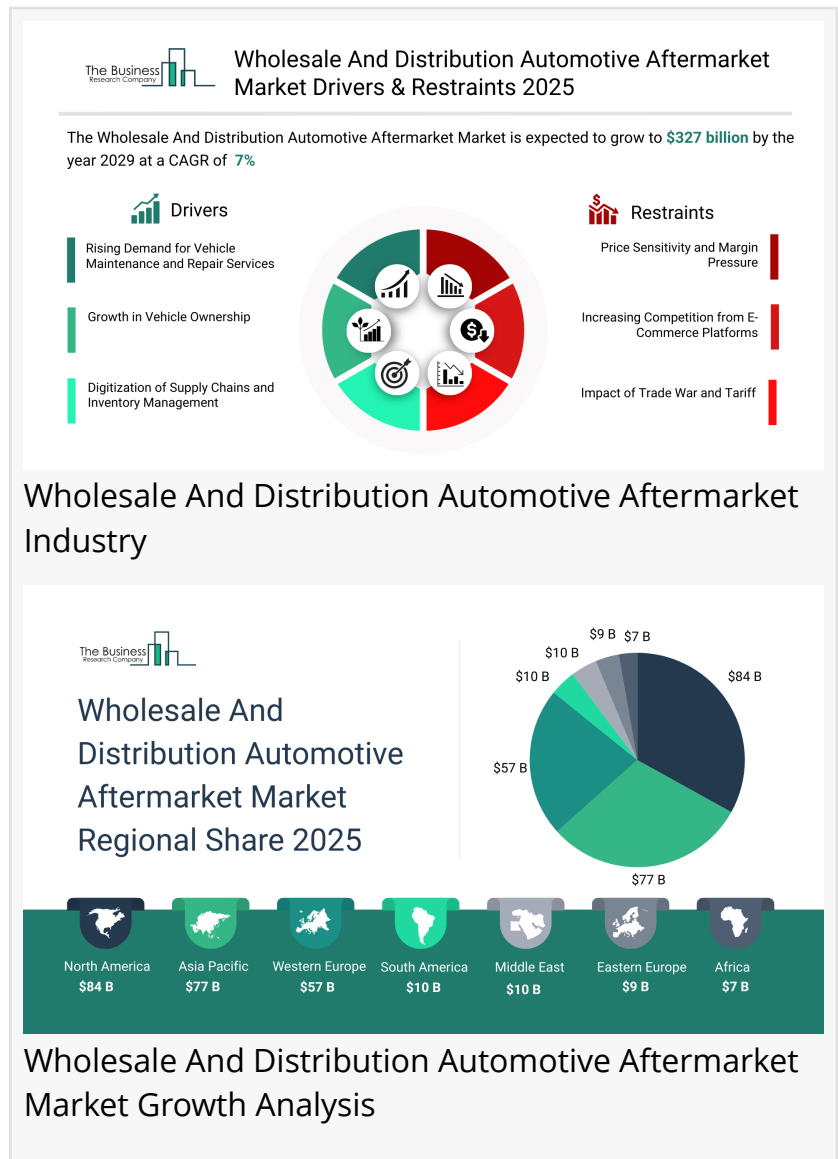 The Business
Research Company
Wholesale And Distribution Automotive Aftermarket
Market Drivers & Restraints 2025
The Wholesale And Distribution Automotive Aftermarket Market is expected to grow to $327 billion by the
year 2029 at a CAGR of 7%
Drivers
Rising Demand for Vehicle
Maintenance and Repair Services
Growth in Vehicle Ownership
Digitization of Supply Chains and
Inventory Management
$
Restraints
Price Sensitivity and Margin
Pressure
Increasing Competition from E-
Commerce Platforms
Impact of Trade War and Tariff
$
Wholesale And Distribution Automotive Aftermarket
Industry
The Business
Research Company
Wholesale And
Distribution Automotive
Aftermarket Market
Regional Share 2025
$9 B
$7 B
$10 B
$10 B
$84 B
$57 B
$77 B
North America
$84 B
Asia Pacific
$77 B
Western Europe
$57 B
South America
$10 B
Middle East
$10 B
Eastern Europe
$9 B
Africa
$7 B
Wholesale And Distribution Automotive Aftermarket
Market Growth Analysis